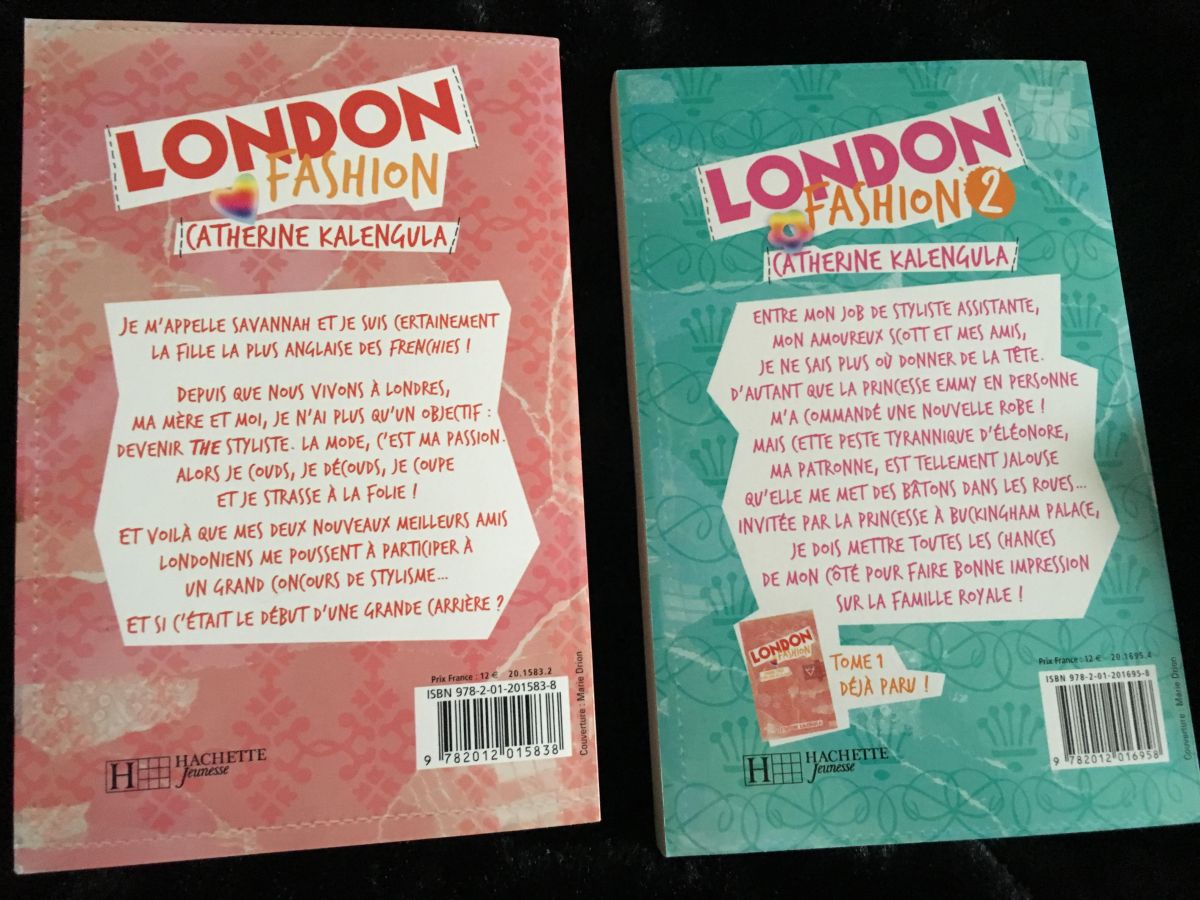 LONDON
FASHION
CATHERINE KALENGULA
JE M'APPELLE SAVANNAH ET JE SUIS CERTAINEMENT
LA FILLE LA PLUS ANGLAISE DES FRENCHIES !
DEPUIS QUE NOUS VIVONS À LONDRES,
MA MÈRE ET MOI, JE N'AI PLUS QU'UN OBJECTIF :
DEVENIR THE STYLISTE. LA MODE, C'EST MA PASSION.
ALORS JE COUDS, JE DÉCOUDS, JE COUPE
ET JE STRASSE À LA FOLIE !
ET VOILÀ QUE MES DEUX NOUVEAUX MEILLEURS AMIS
LONDONIENS ME POUSSENT À PARTICIPER À
UN GRAND CONCOURS DE STYLISME...
ET SI C'ÉTAIT LE DÉBUT D'UNE GRANDE CARRIÈRE ?
Prix France : 12 € 20.1583.2
ISBN 978-2-01-201583-8
9 782012 015838
Couverture : Marie Drion
H HACHETTE
Jeunesse
LONDON
FASHION 2
CATHERINE KALENGULA
ENTRE MON JOB DE STYLISTE ASSISTANTE,
MON AMOUREUX SCOTT ET MES AMIS,
JE NE SAIS PLUS OÙ DONNER DE LA TÊTE.
D'AUTANT QUE LA PRINCESSE EMMY EN PERSONNE
M'A COMMANDÉ UNE NOUVELLE ROBE !
MAIS CETTE PESTE TYRANNIQUE D'ÉLÉONORE,
MA PATRONNE, EST TELLEMENT JALOUSE
QU'ELLE ME MET DES BÂTONS DANS LES ROUES...
INVITÉE PAR LA PRINCESSE À BUCKINGHAM PALACE,
JE DOIS METTRE TOUTES LES CHANCES
DE MON CÔTÉ POUR FAIRE BONNE IMPRESSION
SUR LA FAMILLE ROYALE !
LONDON
FASHION
CATHERINE KALENGULA
TOME 1
DÉJÀ PARU !
Prix France : 12 € 20.1695.4
ISBN 978-2-01-201695-8
9 782012 016958
Couverture : Marie Drion
H HACHETTE
Jeunesse